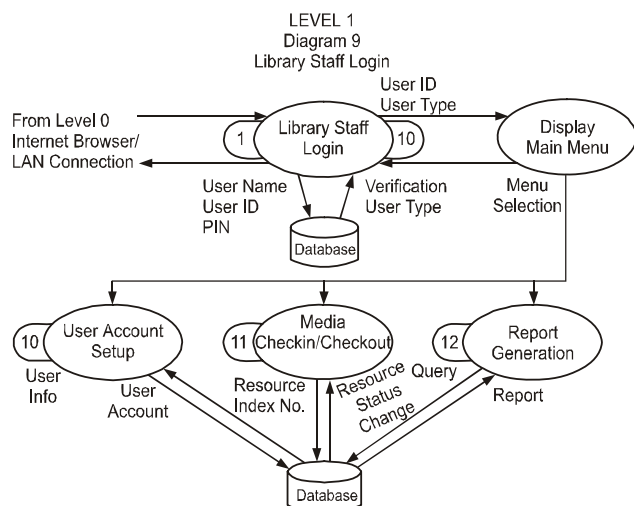 LEVEL 1
Diagram 9
Library Staff Login
From Level 0
Internet Browser/
LAN Connection
1
Library Staff
Login
10
User ID
User Type
Display
Main Menu
User Name
User ID
PIN
Verification
User Type
Menu
Selection
Database
10
User Account
Setup
11
Media
Checkin/Checkout
12
Report
Generation
User
Info
User
Account
Resource
Index No.
Resource
Status
Change
Query
Report
Database